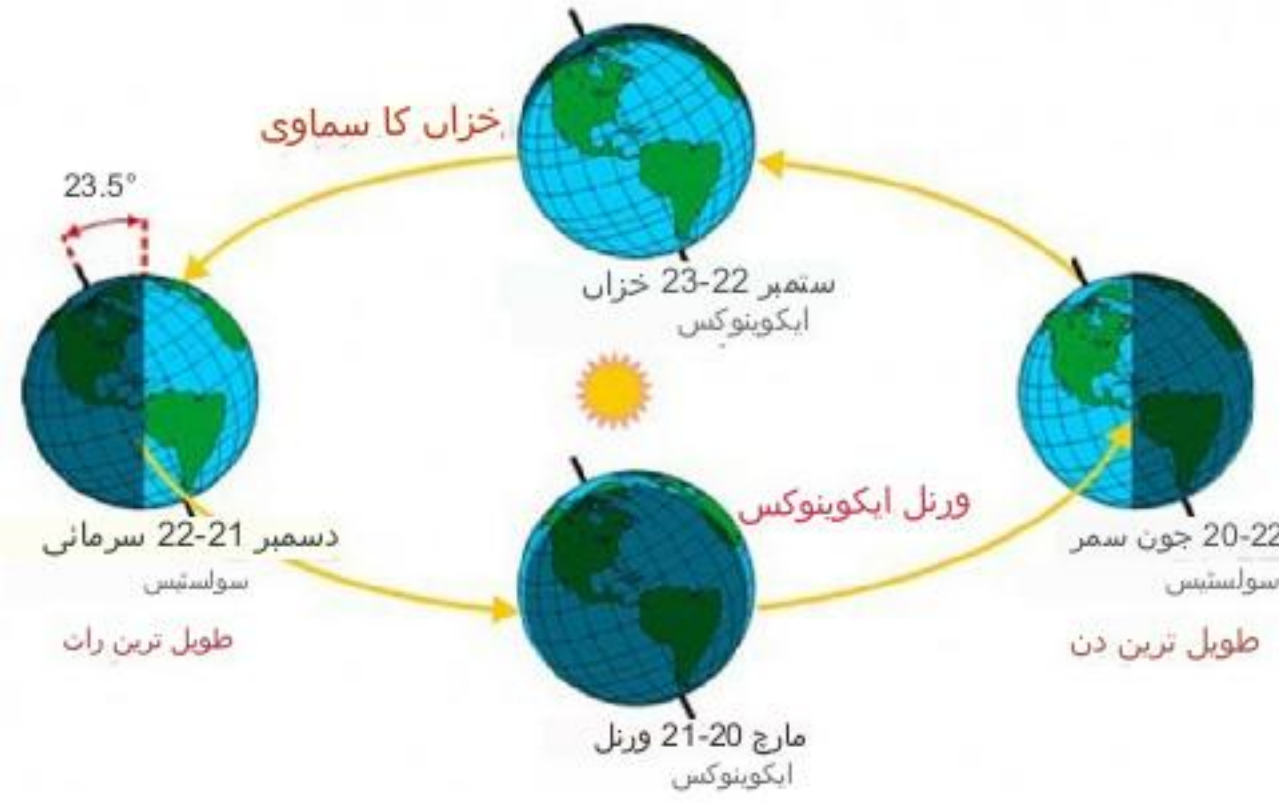 خزاں کا سماوی
23.5°
ستمبر 22-23 خزاں
ایکوینوکس
ورنل ایکوینوکس
دسمبر 21-22 سرمائی
سولسٹیس
طویل ترین رات
20-22 جون سمر
سولسٹیس
طویل ترین دن
مارچ 20-21 ورنل
ایکوینوکس